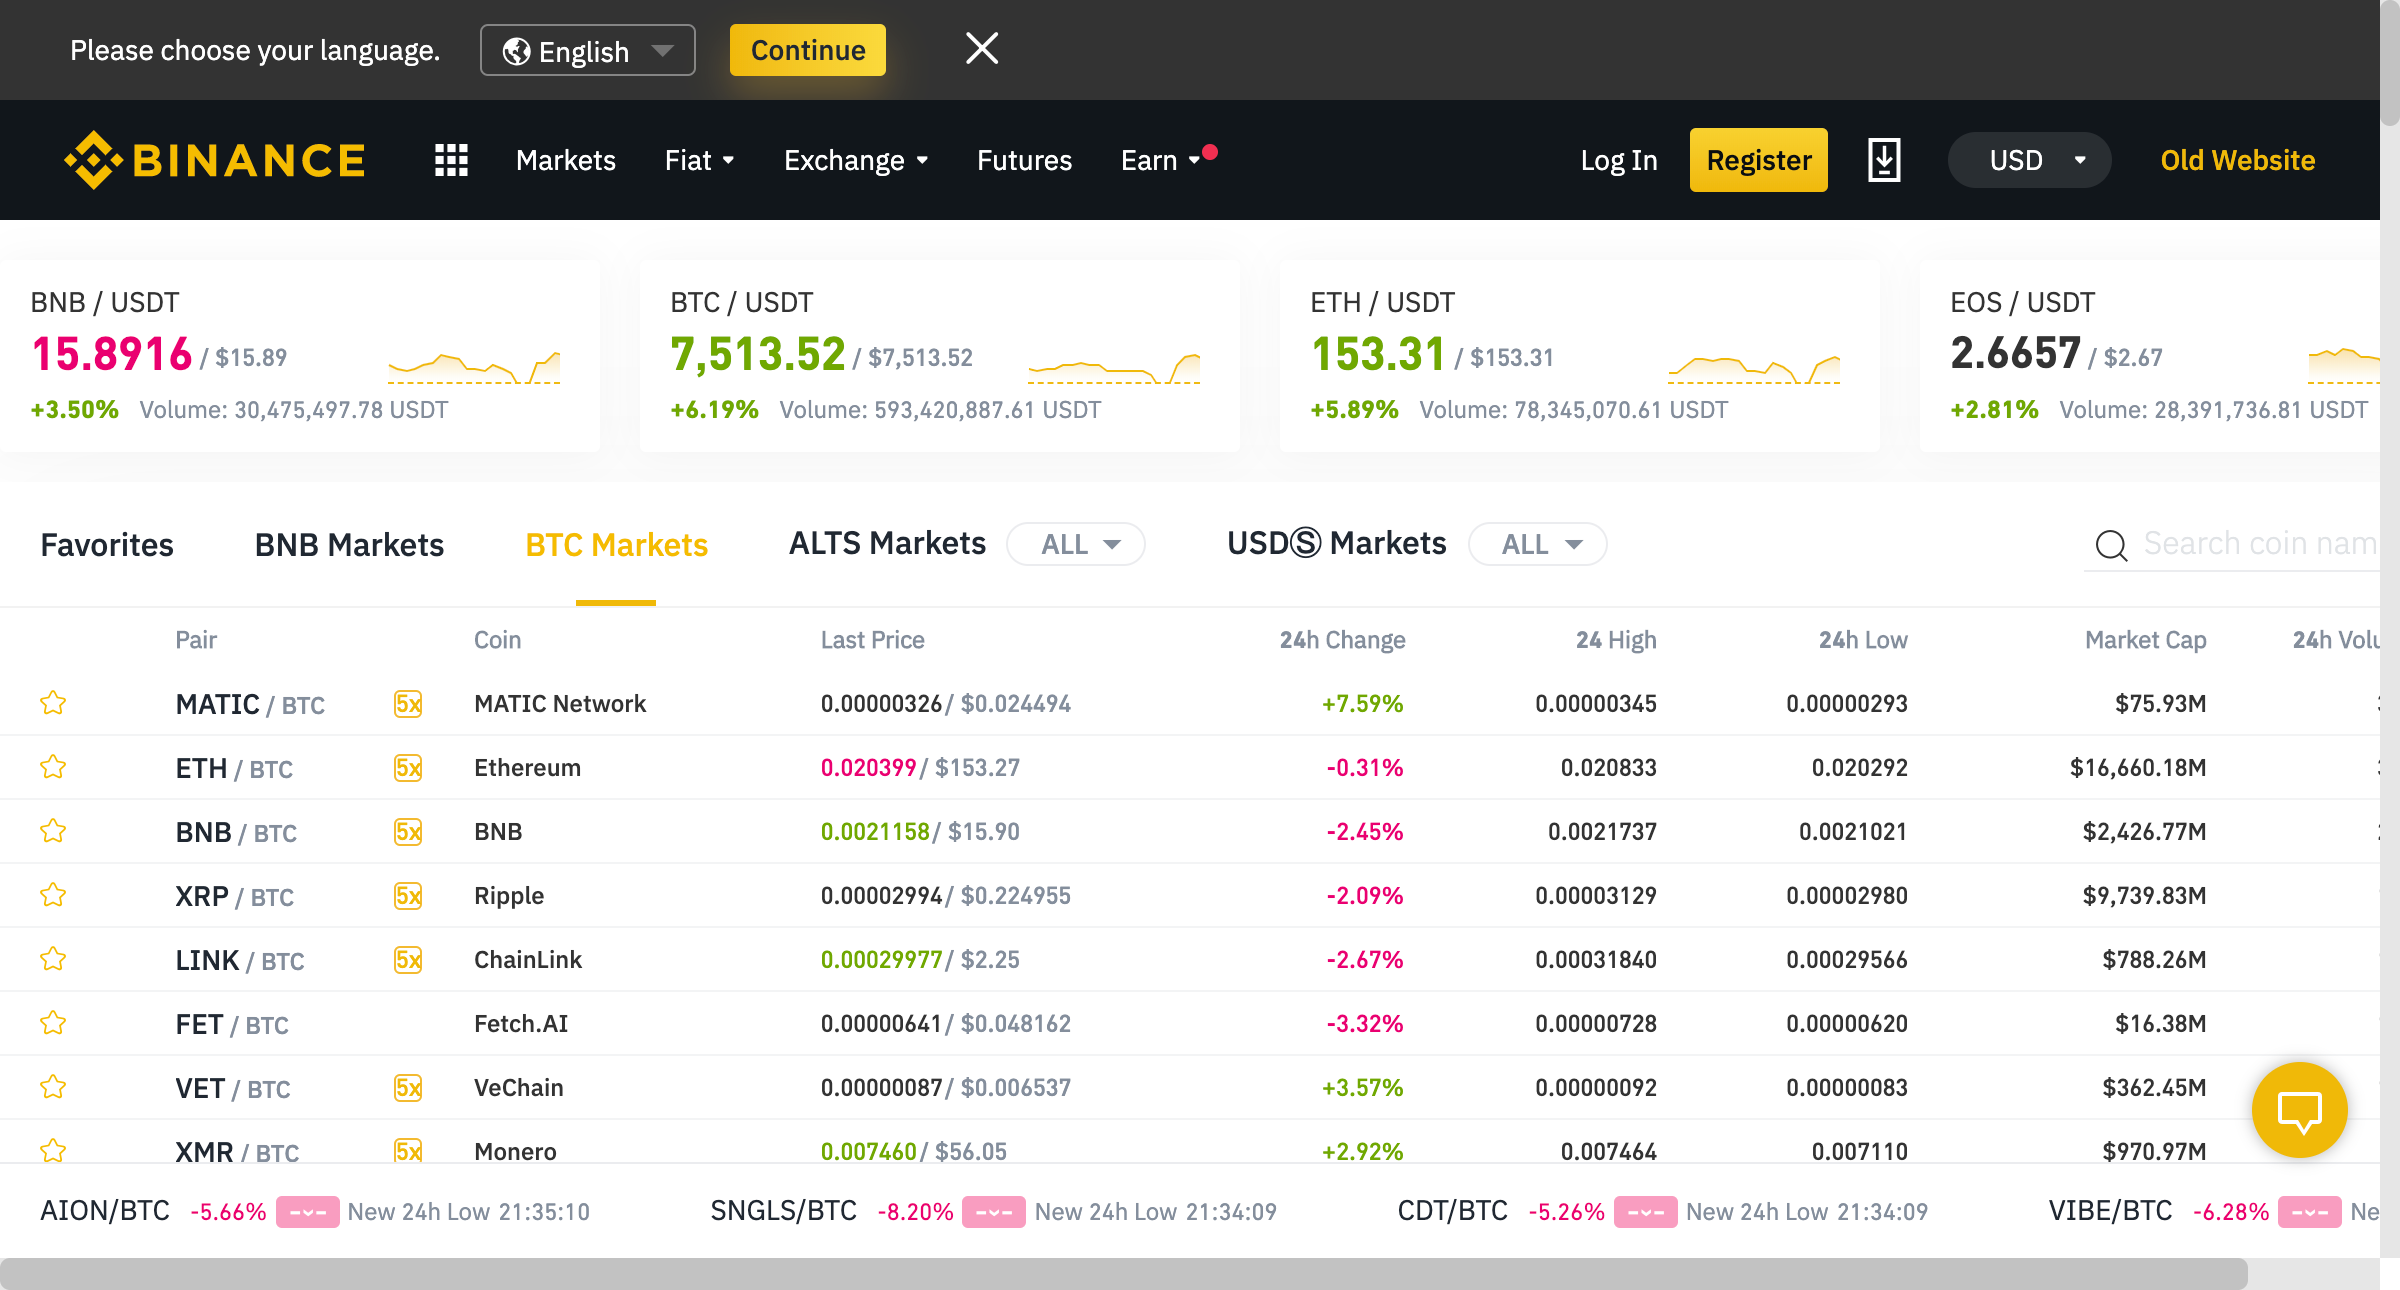 Please choose your language. English Continue
BINANCE Markets Fiat Exchange Futures Earn Log In Register USD Old Website
BNB / USDT
15.8916 / $15.89
+3.50% Volume: 30,475,497.78 USDT
BTC / USDT
7,513.52 / $7,513.52
+6.19% Volume: 593,420,887.61 USDT
ETH / USDT
153.31 / $153.31
+5.89% Volume: 78,345,070.61 USDT
EOS / USDT
2.6657 / $2.67
+2.81% Volume: 28,391,736.81 USDT
Favorites BNB Markets BTC Markets ALTS Markets ALL USDⓈ Markets ALL Search coin nam
Pair Coin Last Price 24h Change 24 High 24h Low Market Cap 24h Volu
MATIC / BTC 5x MATIC Network 0.00000326/ $0.024494 +7.59% 0.00000345 0.00000293 $75.93M
ETH / BTC 5x Ethereum 0.020399/ $153.27 -0.31% 0.020833 0.020292 $16,660.18M
BNB / BTC 5x BNB 0.0021158/ $15.90 -2.45% 0.0021737 0.0021021 $2,426.77M
XRP / BTC 5x Ripple 0.00002994/ $0.224955 -2.09% 0.00003129 0.00002980 $9,739.83M
LINK / BTC 5x ChainLink 0.00029977/ $2.25 -2.67% 0.00031840 0.00029566 $788.26M
FET / BTC Fetch.AI 0.00000641/ $0.048162 -3.32% 0.00000728 0.00000620 $16.38M
VET / BTC 5x VeChain 0.00000087/ $0.006537 +3.57% 0.00000092 0.00000083 $362.45M
XMR / BTC 5x Monero 0.007460/ $56.05 +2.92% 0.007464 0.007110 $970.97M
AION/BTC -5.66% New 24h Low 21:35:10 SNGLS/BTC -8.20% New 24h Low 21:34:09 CDT/BTC -5.26% New 24h Low 21:34:09 VIBE/BTC -6.28% Ne